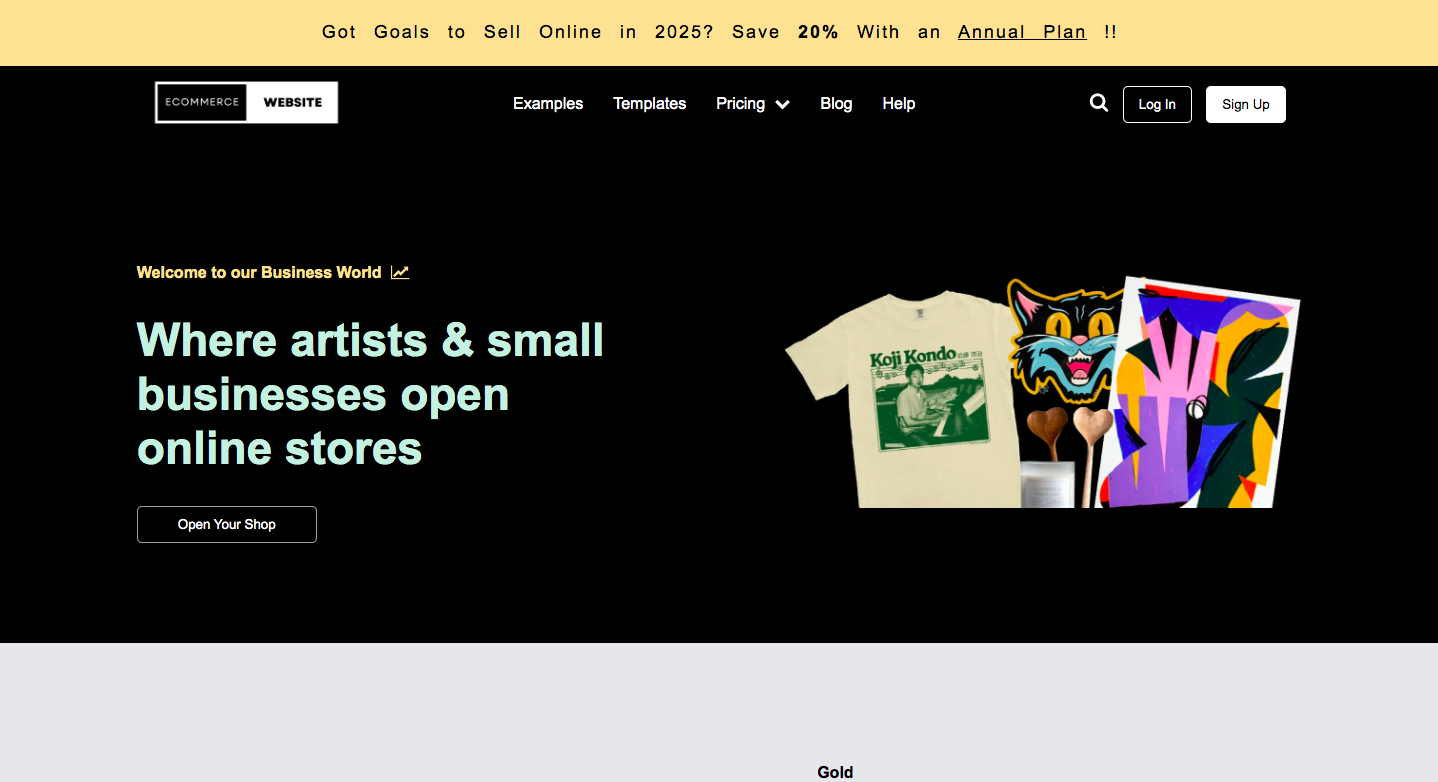 Got Goals to Sell Online in 2025? Save 20% With an Annual Plan !!
ECOMMERCE WEBSITE
Examples Templates Pricing Blog Help
Log In Sign Up
Welcome to our Business World
Where artists & small
businesses open
online stores
Open Your Shop
Koji Kondo
Gold